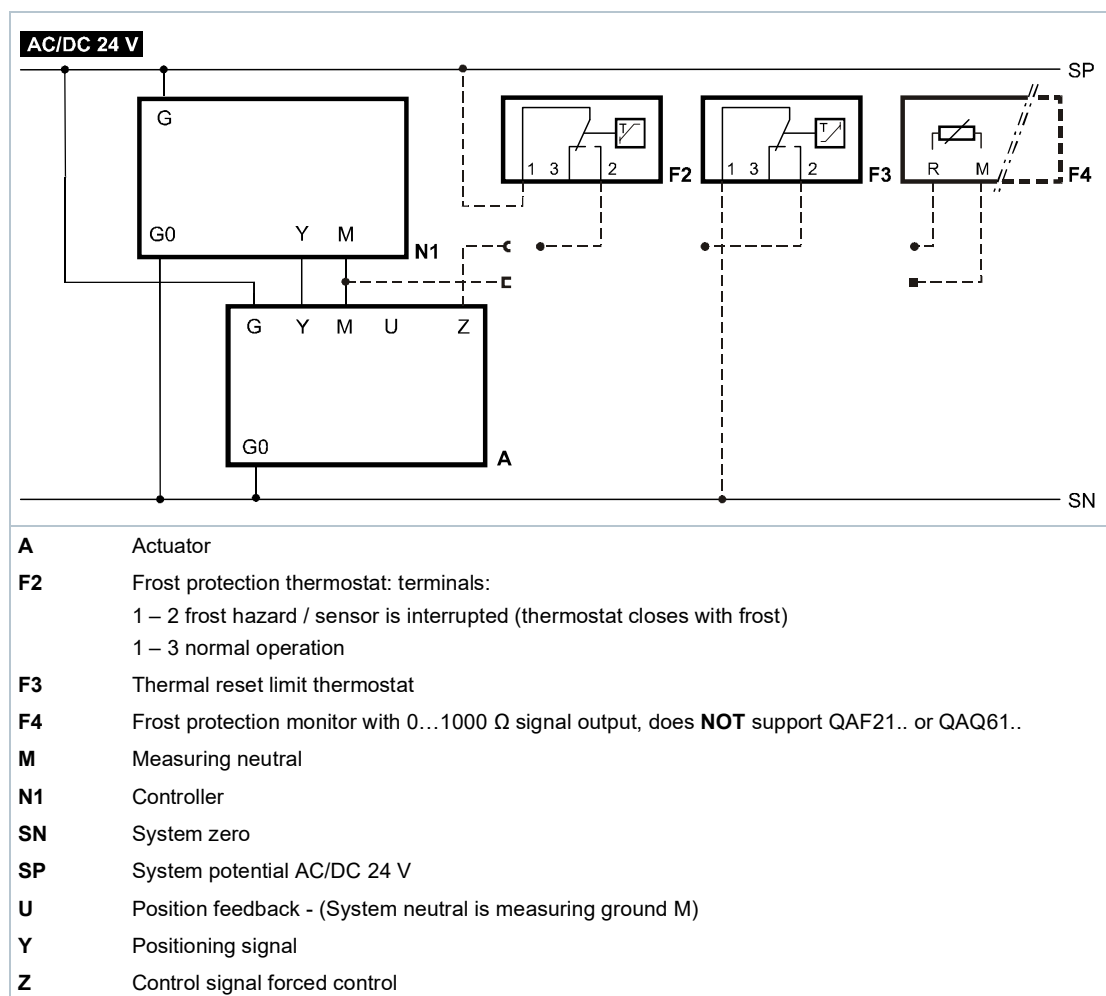 AC/DC 24 V
SP
G
G0 Y M
N1
T
1 3 2
F2
T
1 3 2
F3
R M
F4
G Y M U Z
G0
A
SN
A Actuator
F2 Frost protection thermostat: terminals:
1 – 2 frost hazard / sensor is interrupted (thermostat closes with frost)
1 – 3 normal operation
F3 Thermal reset limit thermostat
F4 Frost protection monitor with 0…1000 Ω signal output, does NOT support QAF21.. or QAQ61..
M Measuring neutral
N1 Controller
SN System zero
SP System potential AC/DC 24 V
U Position feedback - (System neutral is measuring ground M)
Y Positioning signal
Z Control signal forced control